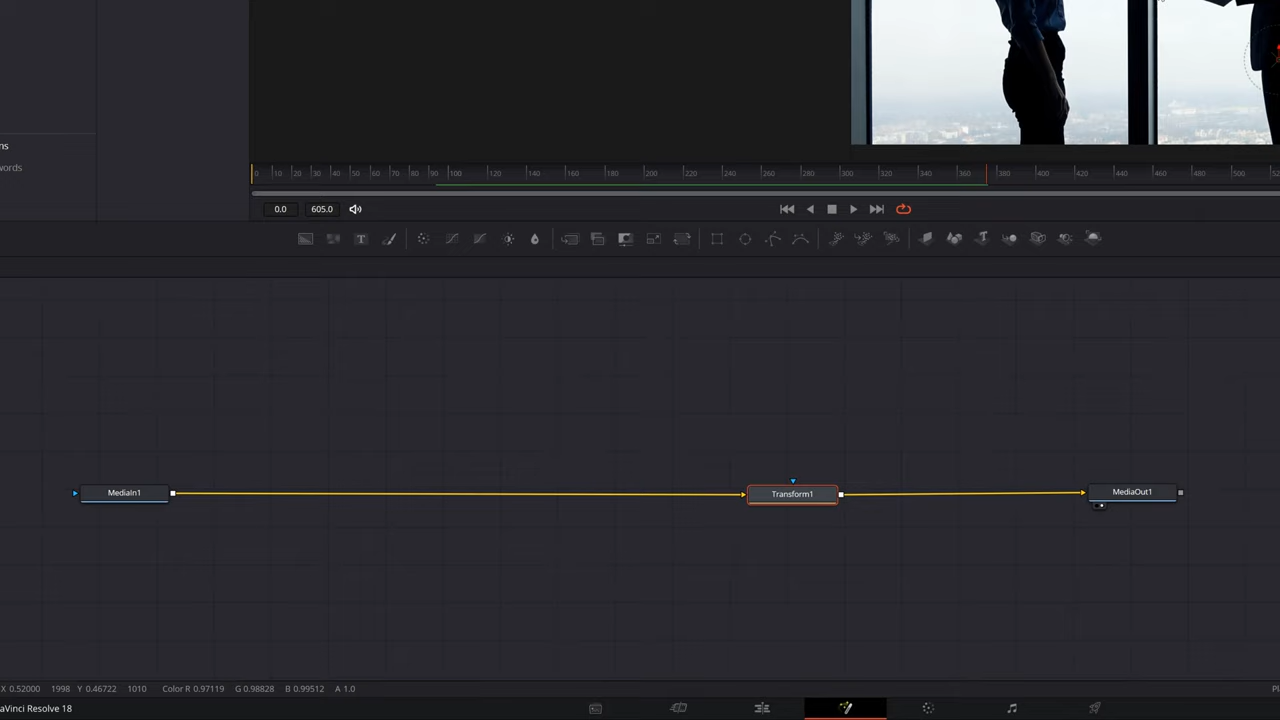 ns
words
0 10 20 30 40 50 60 70 80 90 100 120 140 160 180 200 220 240 260 280 300 320 340 360 380 400 420 440 460 480 500
0.0 605.0
MediaIn1 Transform1 MediaOut1
X 0.52000 1998 Y 0.46722 1010 Color R 0.97119 G 0.98828 B 0.99512 A 1.0
aVinci Resolve 18